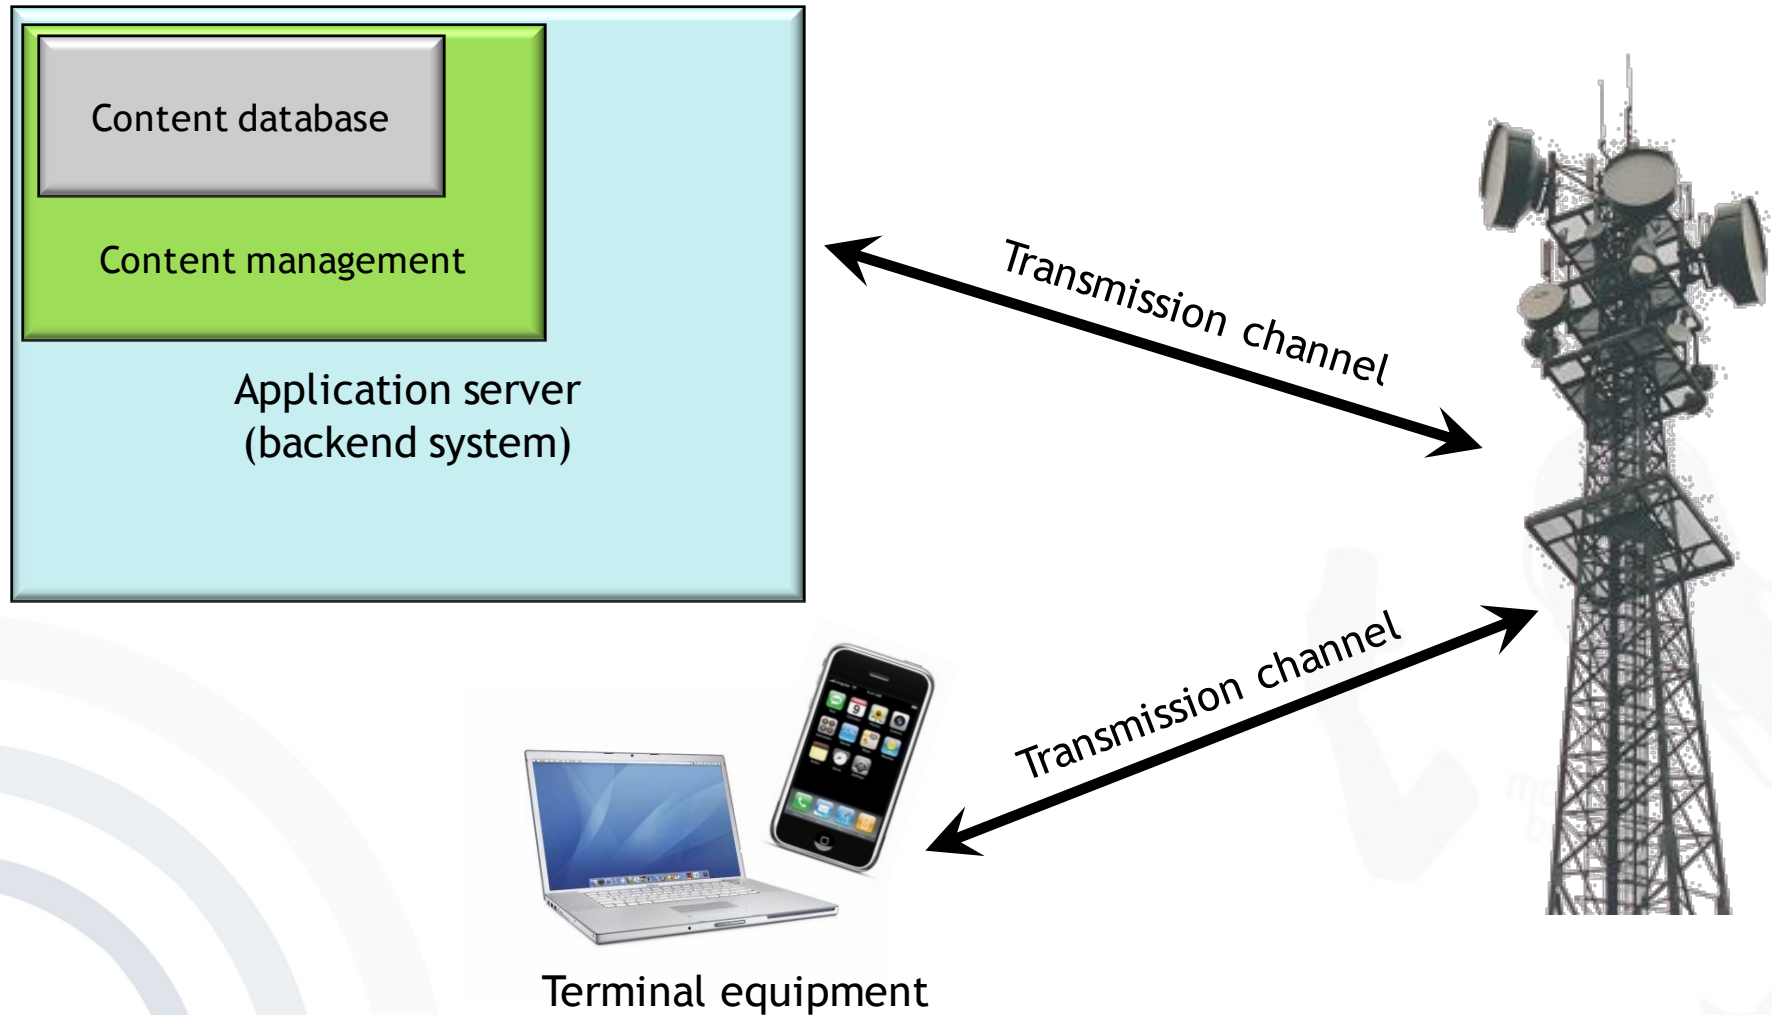 Content database
Content management
Application server
(backend system)
Transmission channel
Transmission channel
Terminal equipment